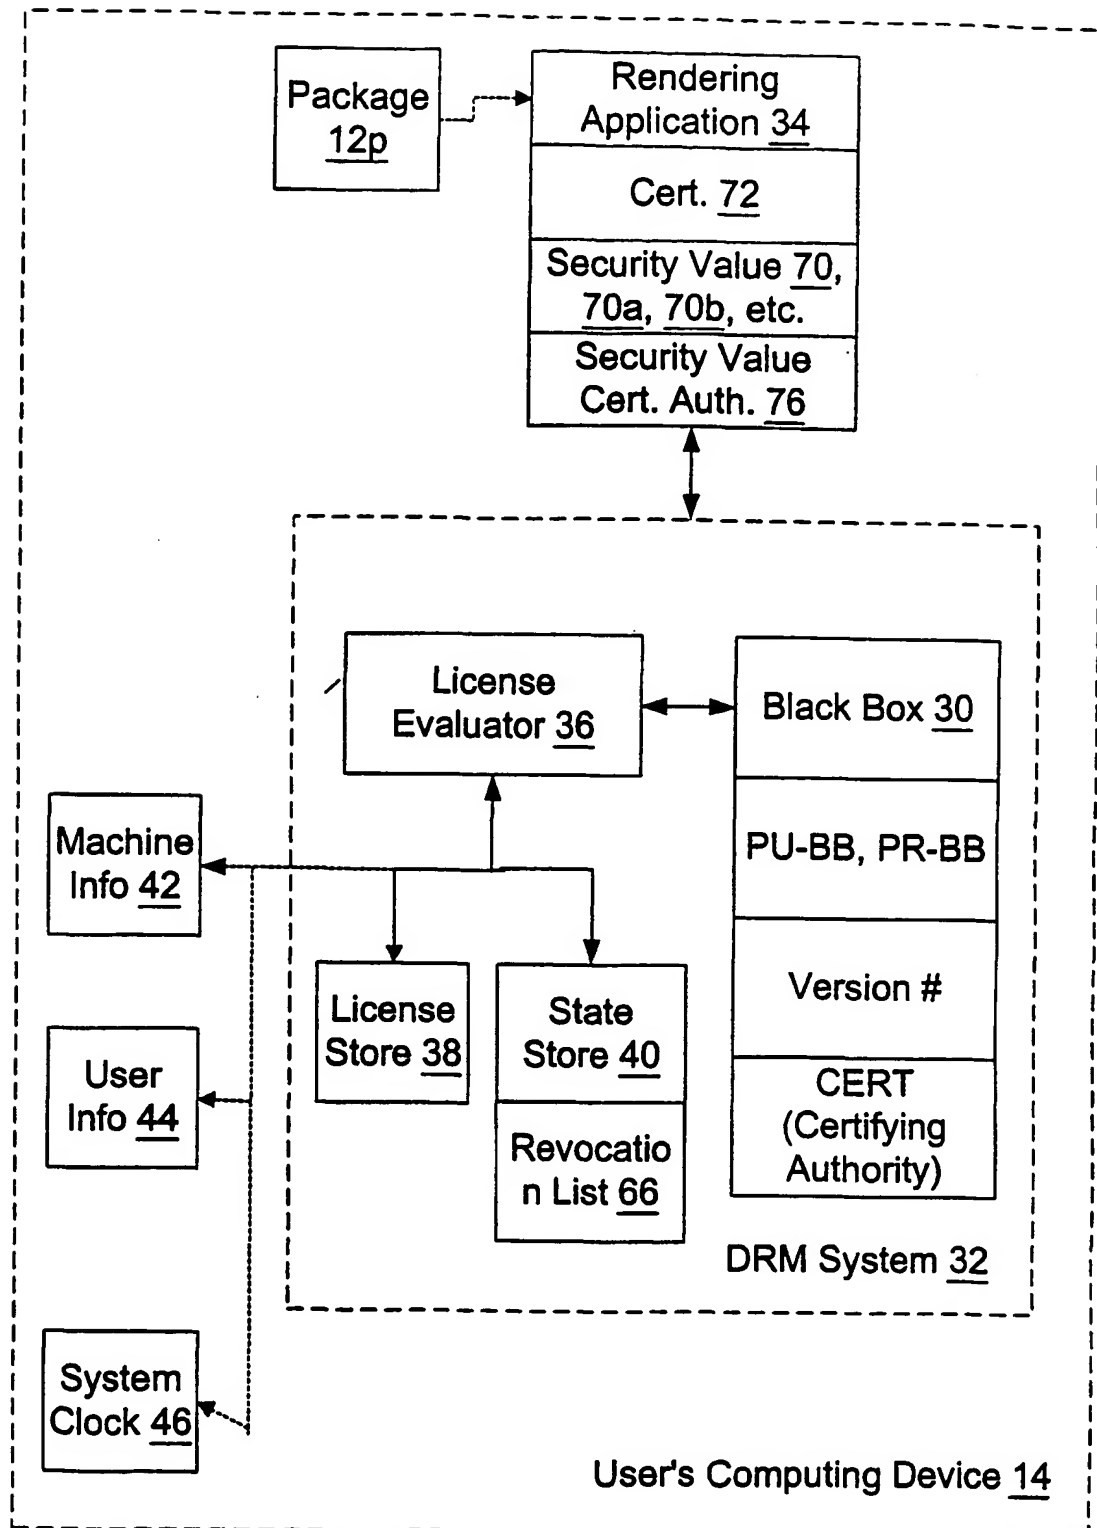 Package
12p
Rendering
Application 34
Cert. 72
Security Value 70,
70a, 70b, etc.
Security Value
Cert. Auth. 76
License
Evaluator 36
Black Box 30
PU-BB, PR-BB
Version #
CERT
(Certifying
Authority)
Machine
Info 42
License
Store 38
State
Store 40
Revocatio
n List 66
User
Info 44
DRM System 32
System
Clock 46
User's Computing Device 14